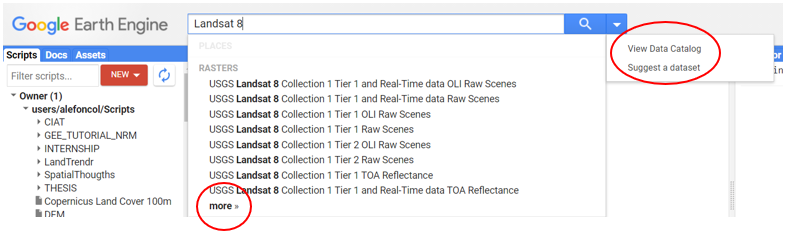 Google Earth Engine
Landsat 8
View Data Catalog
Suggest a dataset
PLACES
RASTERS
USGS Landsat 8 Collection 1 Tier 1 and Real-Time data OLI Raw Scenes
USGS Landsat 8 Collection 1 Tier 1 and Real-Time data Raw Scenes
USGS Landsat 8 Collection 1 Tier 1 OLI Raw Scenes
USGS Landsat 8 Collection 1 Tier 1 Raw Scenes
USGS Landsat 8 Collection 1 Tier 2 OLI Raw Scenes
USGS Landsat 8 Collection 1 Tier 2 Raw Scenes
USGS Landsat 8 Collection 1 Tier 1 TOA Reflectance
USGS Landsat 8 Collection 1 Tier 1 and Real-Time data TOA Reflectance
more »
Scripts Docs Assets
Filter scripts... NEW
Owner (1)
users/alefoncol/Scripts
CIAT
GEE_TUTORIAL_NRM
INTERNSHIP
LandTrendr
SpatialThougths
THESIS
Copernicus Land Cover 100m
DEM